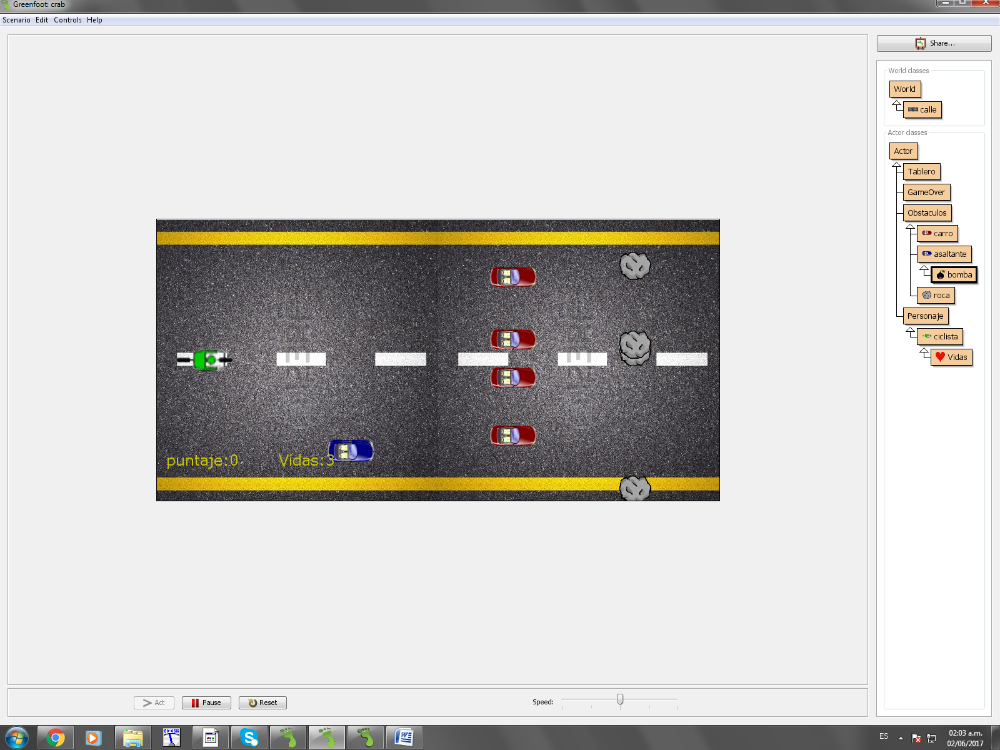 Greenfoot: crab
Scenario Edit Controls Help
Share...
World classes
World
calle
Actor classes
Actor
Tablero
GameOver
Obstaculos
carro
asaltante
bomba
roca
Personaje
ciclista
Vidas
puntaje:0 Vidas:3
Act Pause Reset Speed:
EO-05%
ES
02:03 a.m.
02/06/2017